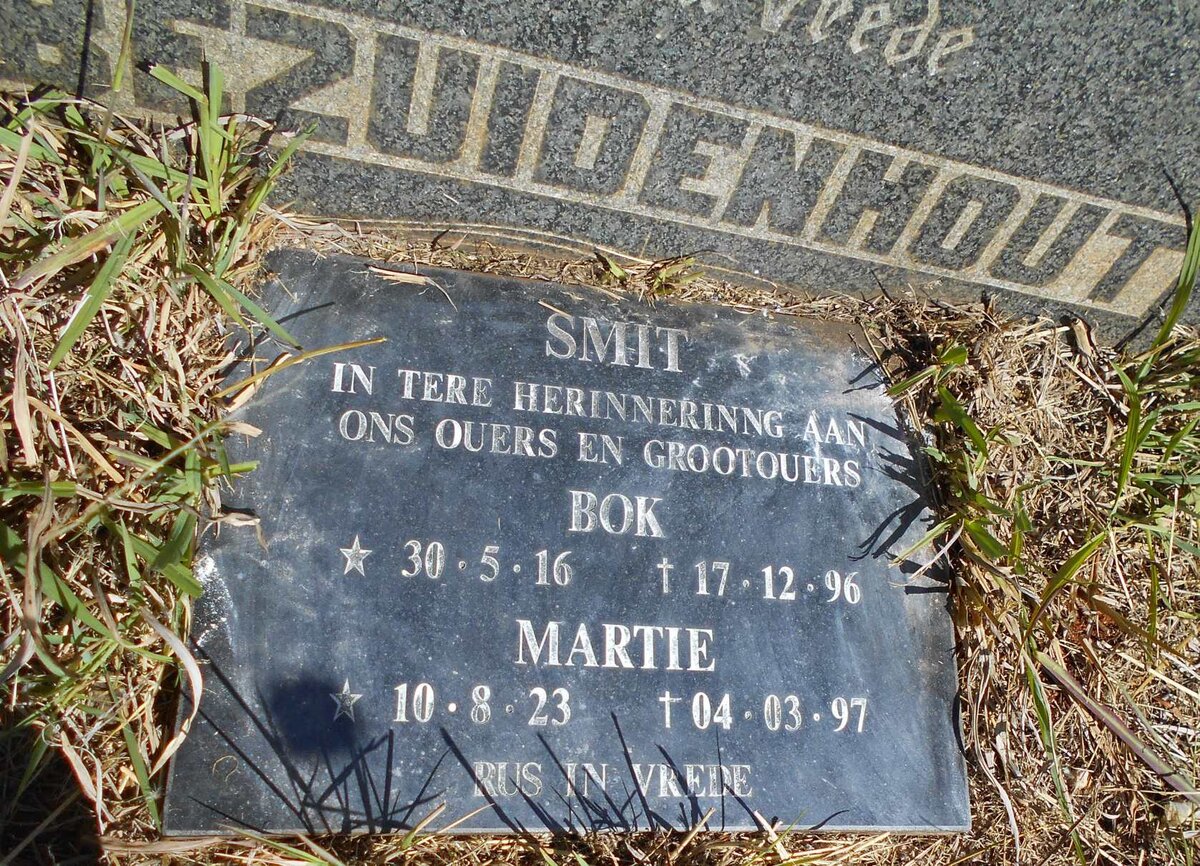 Vrede
EZUIDENHOUT
SMIT
IN TERE HERINNERINNG AAN
ONS OUERS EN GROOTOUERS
BOK
☆ 30·5·16 †17·12·96
MARTIE
☆ 10·8·23 †04·03·97
RUS IN VREDE